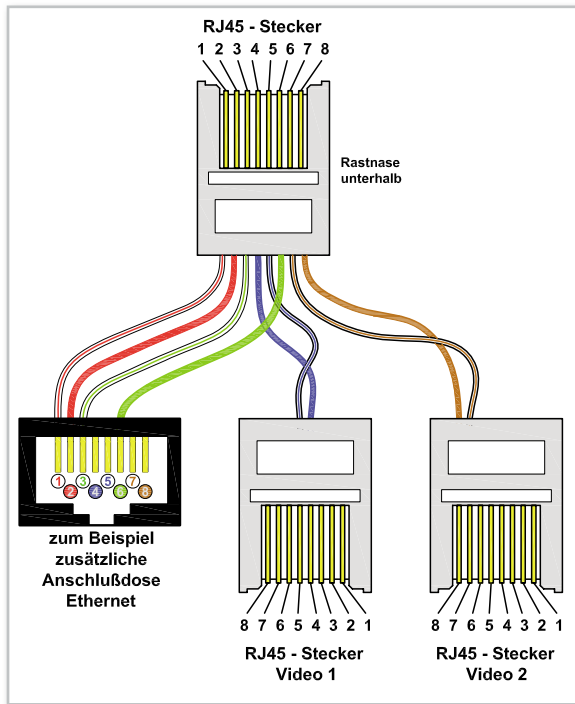 RJ45 - Stecker
1 2 3 4 5 6 7 8
Rastnase
unterhalb
1 3 5 7
2 4 6 8
zum Beispiel
zusätzliche
Anschlußdose
Ethernet
8 7 6 5 4 3 2 1
RJ45 - Stecker
Video 1
8 7 6 5 4 3 2 1
RJ45 - Stecker
Video 2